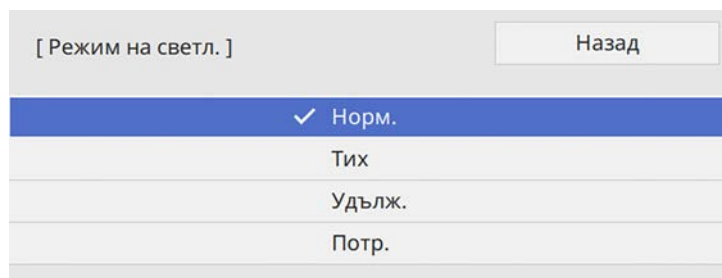 [ Режим на светл. ]
Назад
Норм.
Тих
Удълж.
Потр.